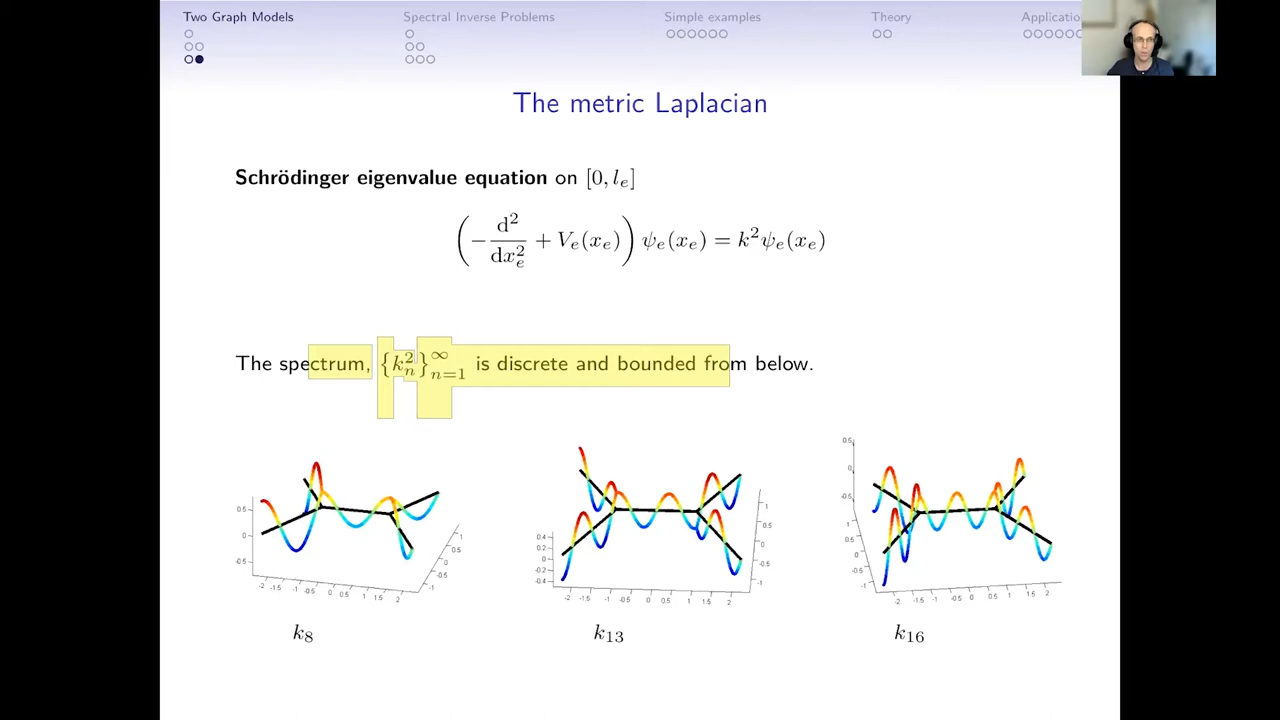 Two Graph Models Spectral Inverse Problems Simple examples Theory Applicatio
The metric Laplacian
Schrödinger eigenvalue equation on [0, l_e]
(−d²/dx_e² + V_e(x_e)) ψ_e(x_e) = k²ψ_e(x_e)
The spectrum, {k_n²}_{n=1}^∞ is discrete and bounded from below.
k_8 k_13 k_16